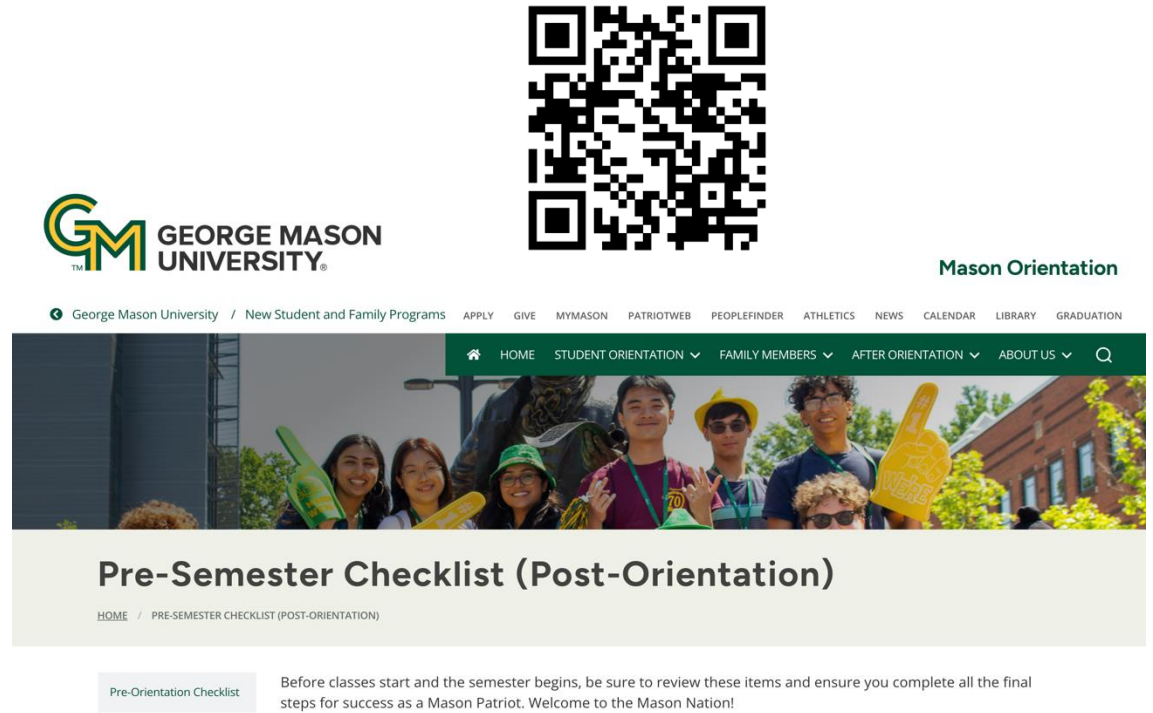 GM
TM
GEORGE MASON
UNIVERSITY®
Mason Orientation
George Mason University / New Student and Family Programs APPLY GIVE MYMASON PATRIOTWEB PEOPLEFINDER ATHLETICS NEWS CALENDAR LIBRARY GRADUATION
HOME STUDENT ORIENTATION FAMILY MEMBERS AFTER ORIENTATION ABOUT US
70
Pre-Semester Checklist (Post-Orientation)
HOME / PRE-SEMESTER CHECKLIST (POST-ORIENTATION)
Pre-Orientation Checklist
Before classes start and the semester begins, be sure to review these items and ensure you complete all the final
steps for success as a Mason Patriot. Welcome to the Mason Nation!